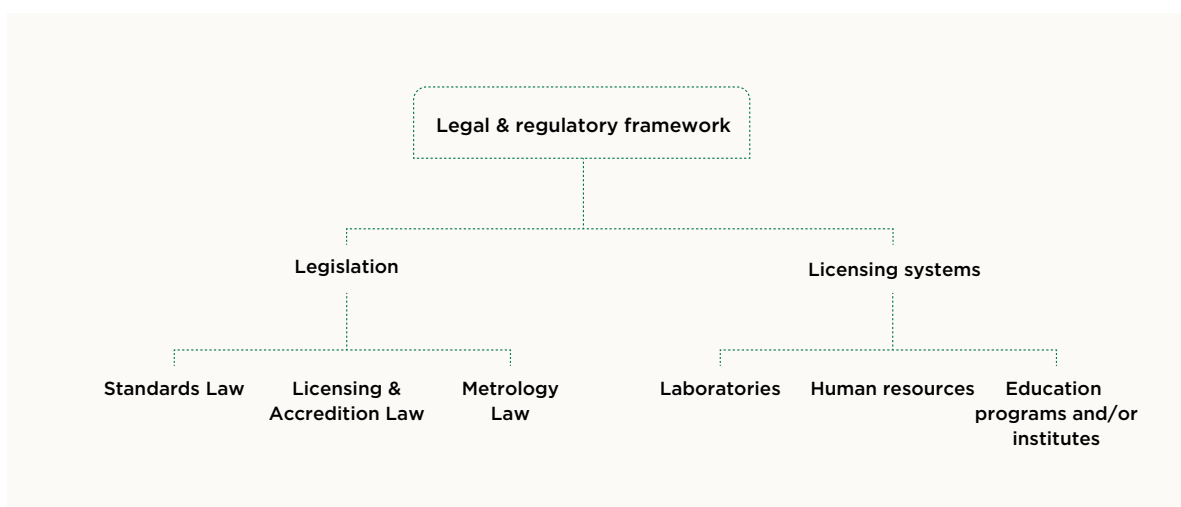 Legal & regulatory framework
Legislation
Licensing systems
Standards Law
Licensing &
Accredition Law
Metrology
Law
Laboratories
Human resources
Education
programs and/or
institutes